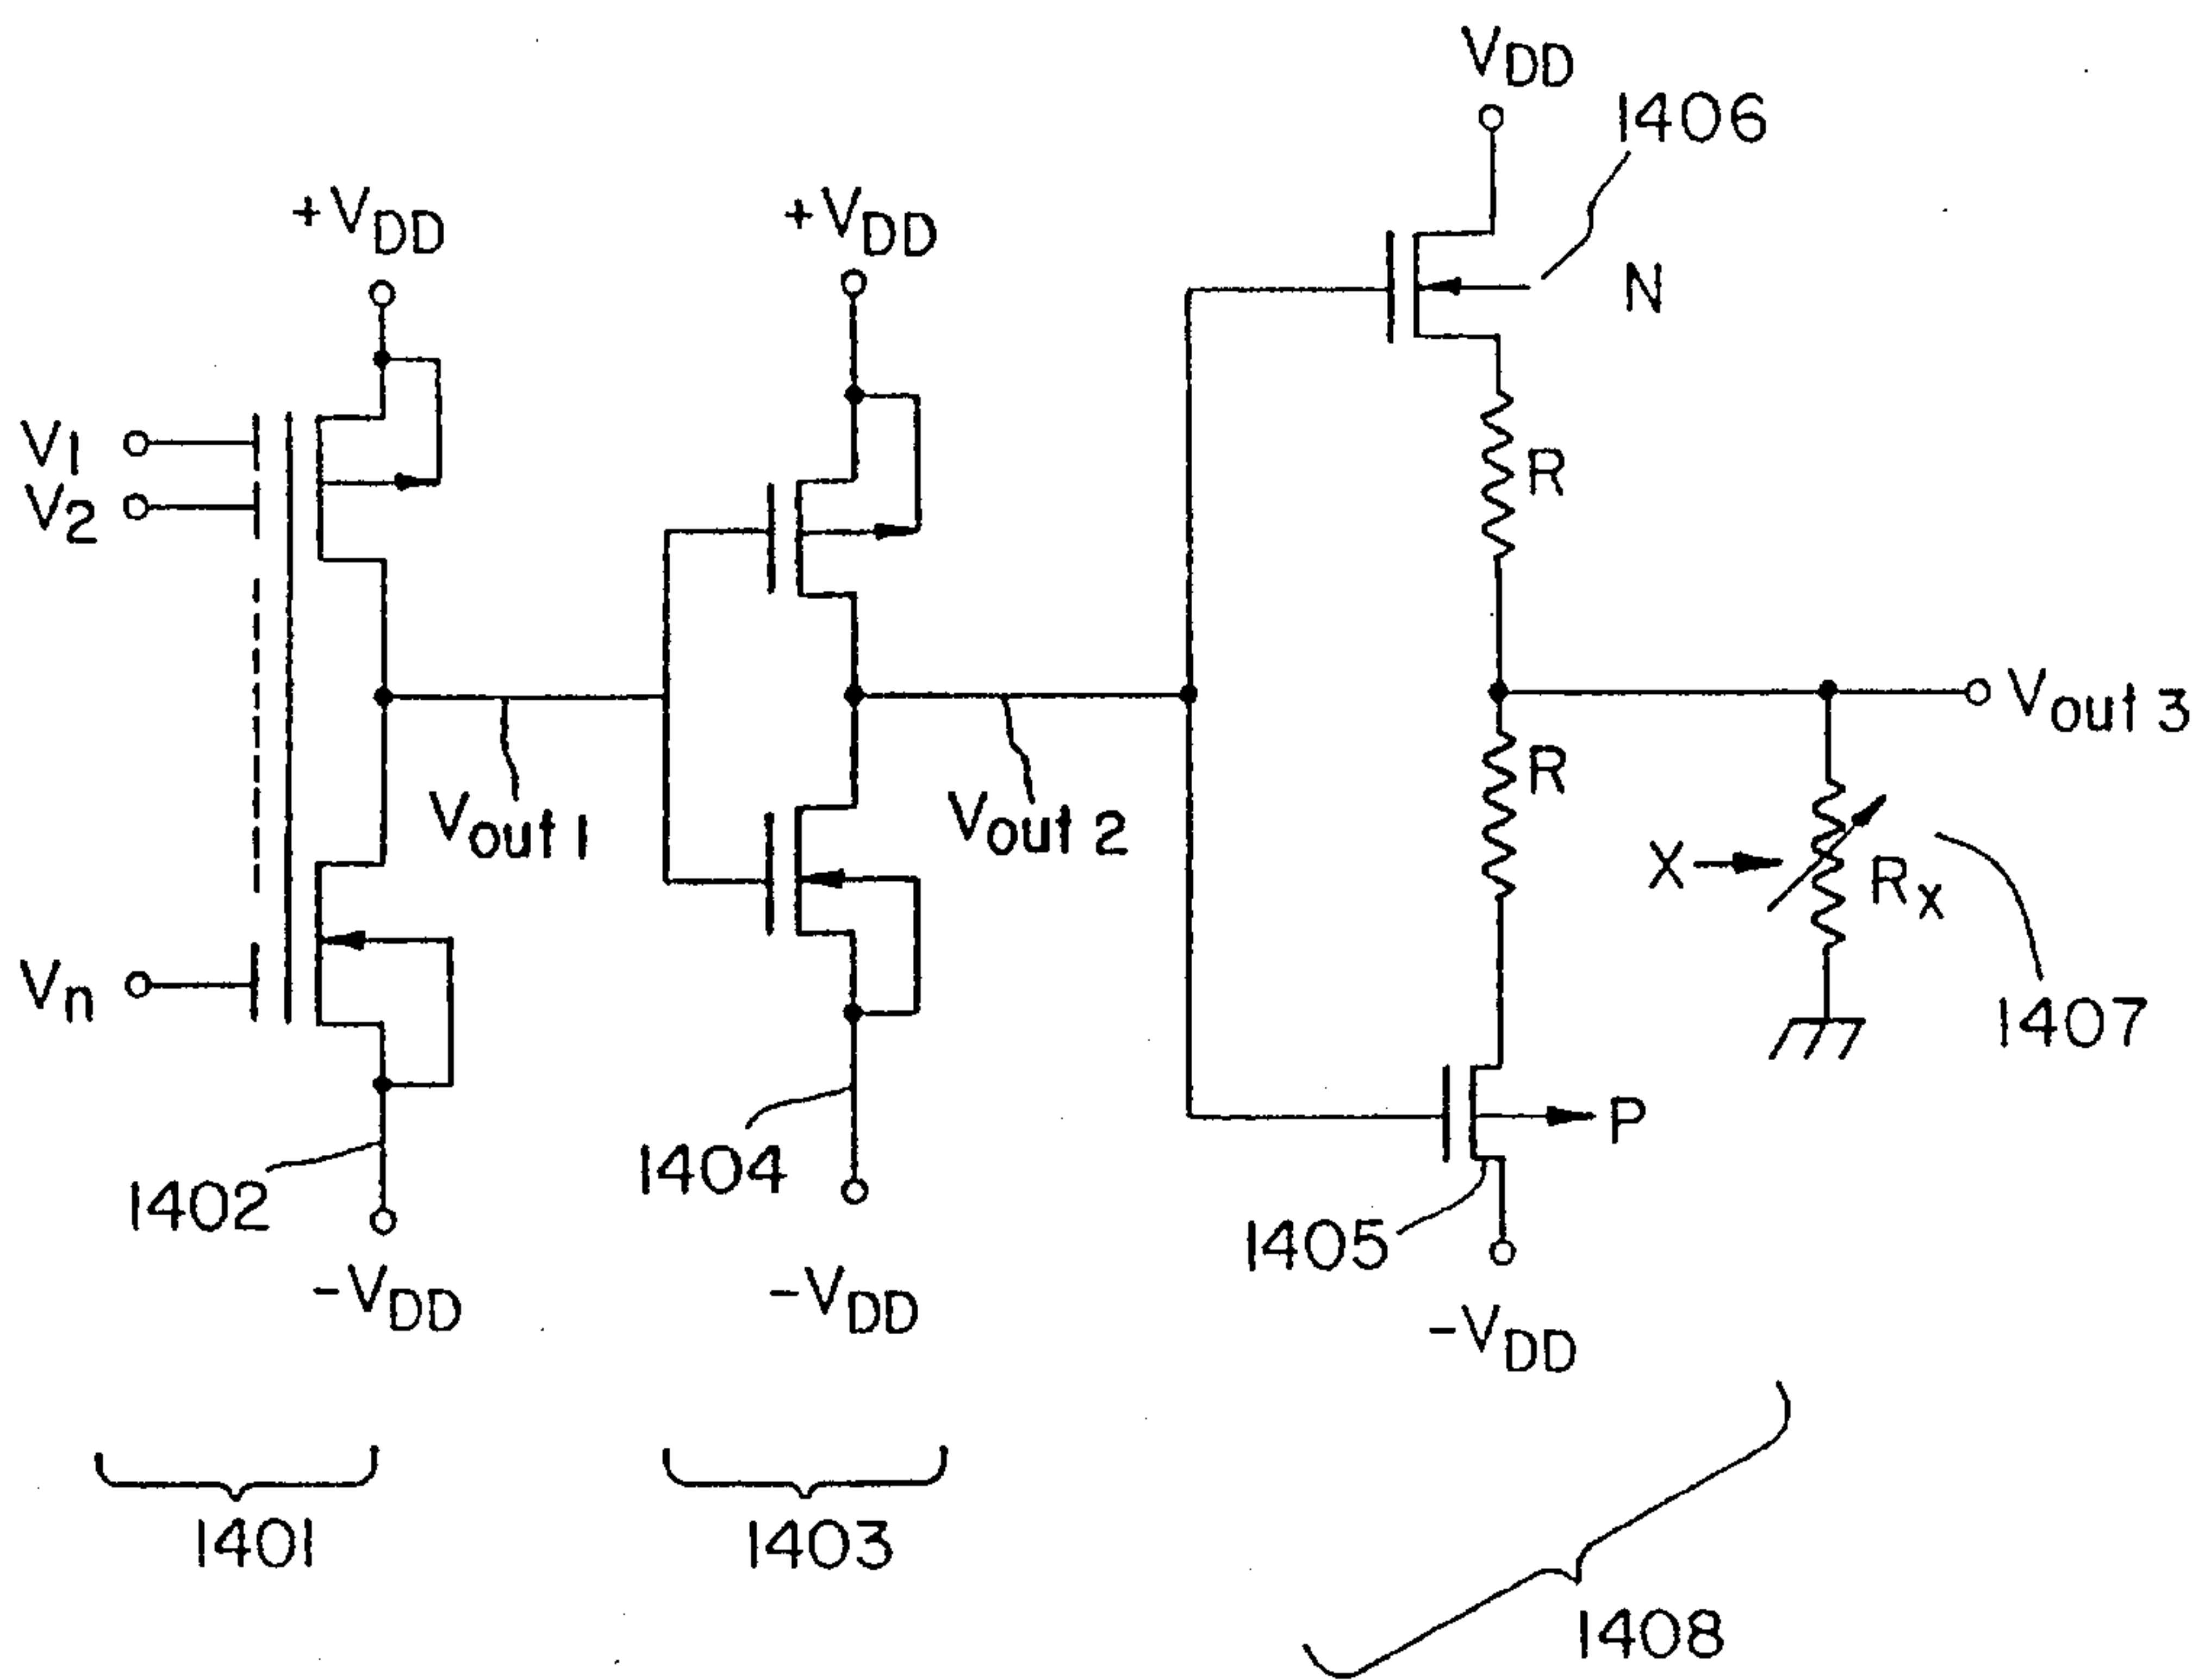 VDD
1406
+VDD
+VDD
N
V1
V2
R
Vout 3
R
Vout 1
Vout 2
X
Rx
Vn
1407
P
1404
1402
1405
-VDD
-VDD
-VDD
1401
1403
1408